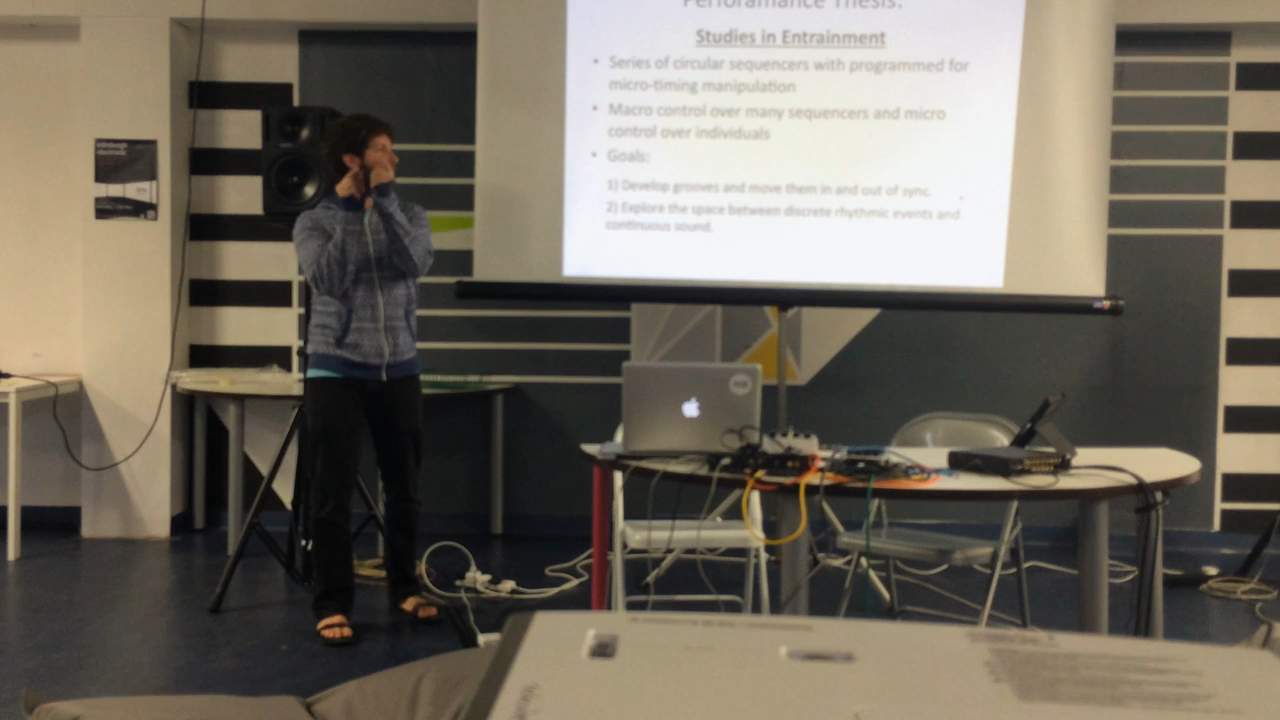 Perforamance Thesis:
Studies in Entrainment
• Series of circular sequencers with programmed for
micro-timing manipulation
• Macro control over many sequencers and micro
control over individuals
• Goals:
1) Develop grooves and move them in and out of sync.
2) Explore the space between discrete rhythmic events and
continuous sound.